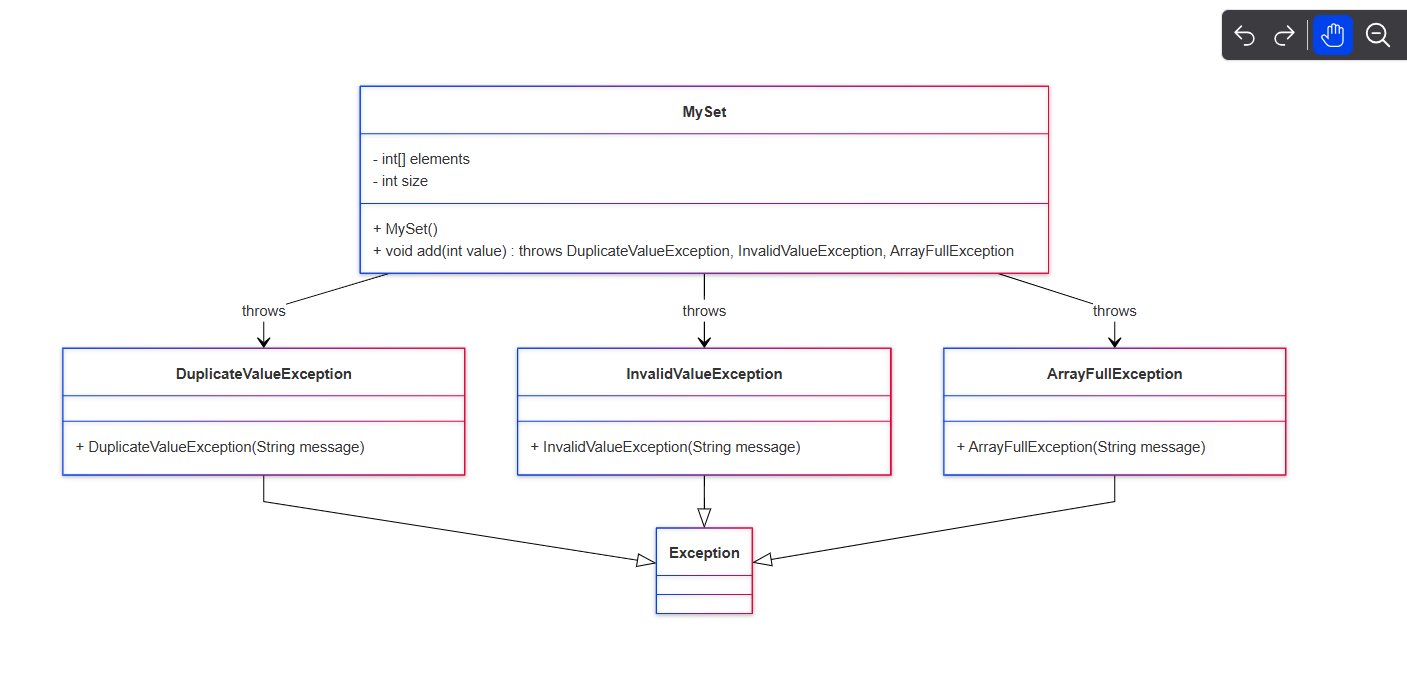 MySet
- int[] elements
- int size
+ MySet()
+ void add(int value) : throws DuplicateValueException, InvalidValueException, ArrayFullException
throws
throws
throws
DuplicateValueException
InvalidValueException
ArrayFullException
+ DuplicateValueException(String message)
+ InvalidValueException(String message)
+ ArrayFullException(String message)
Exception